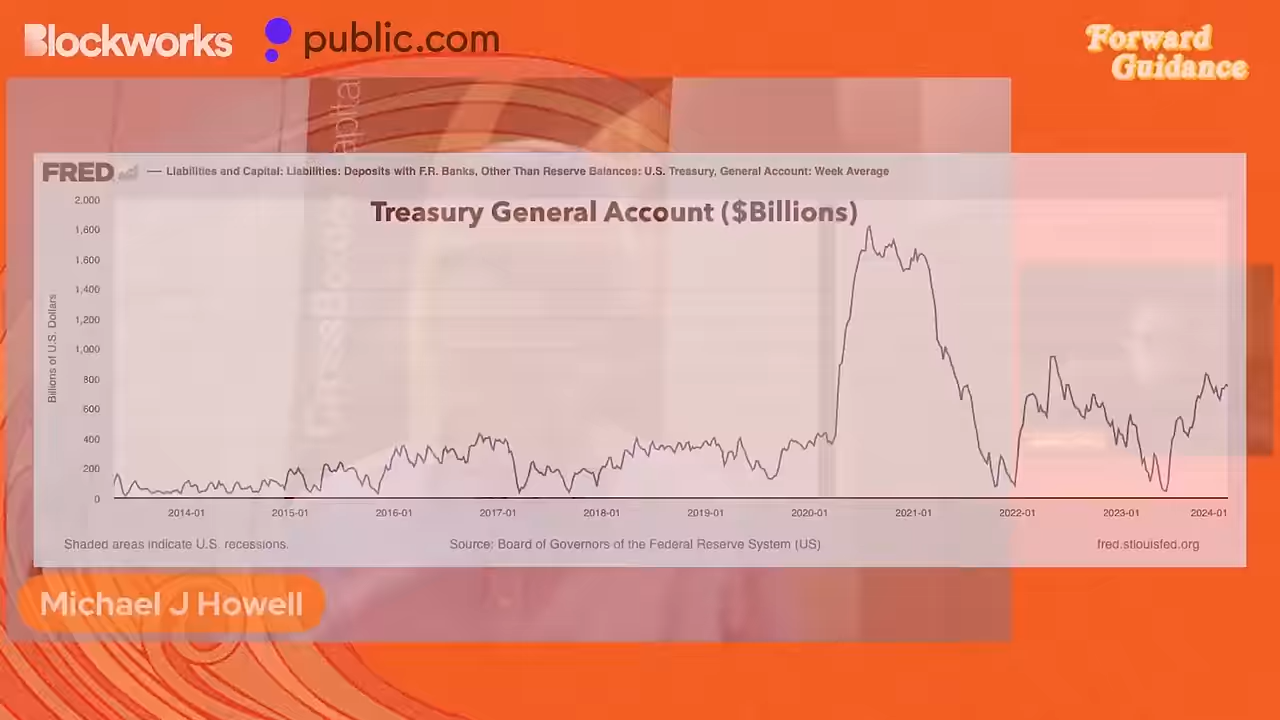 Blockworks
public.com
Forward
Guidance
apital
FRED
Liabilities and Capital: Liabilities: Deposits with F.R. Banks, Other Than Reserve Balances: U.S. Treasury, General Account: Week Average
Treasury General Account ($Billions)
Billions of U.S. Dollars
2,000
1,800
1,600
1,400
1,200
1,000
800
600
400
200
0
2014-01
2015-01
2016-01
2017-01
2018-01
2019-01
2020-01
2021-01
2022-01
2023-01
2024-01
Shaded areas indicate U.S. recessions.
Source: Board of Governors of the Federal Reserve System (US)
fred.stlouisfed.org
Michael J Howell